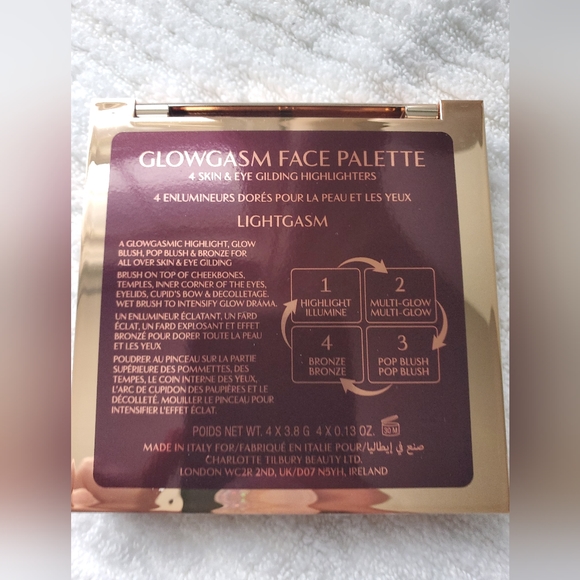 GLOWGASM FACE PALETTE
4 SKIN & EYE GILDING HIGHLIGHTERS
4 ENLUMINEURS DORÉS POUR LA PEAU ET LES YEUX
LIGHTGASM
A GLOWGASMIC HIGHLIGHT, GLOW
BLUSH, POP BLUSH & BRONZE FOR
ALL OVER SKIN & EYE GILDING
BRUSH ON TOP OF CHEEKBONES,
TEMPLES, INNER CORNER OF THE EYES,
EYELIDS, CUPID'S BOW & DECOLLETAGE.
WET BRUSH TO INTENSIFY GLOW DRAMA.
UN ENLUMINEUR ÉCLATANT, UN FARD
ÉCLAT, UN FARD EXPLOSANT ET EFFET
BRONZÉ POUR DORER TOUTE LA PEAU
ET LES YEUX
POUDRER AU PINCEAU SUR LA PARTIE
SUPÉRIEURE DES POMMETTES, DES
TEMPES, LE COIN INTERNE DES YEUX,
L'ARC DE CUPIDON DES PAUPIÈRES ET LE
DÉCOLLETÉ, MOUILLER LE PINCEAU POUR
INTENSIFIER L'EFFET ÉCLAT.
1
HIGHLIGHT
ILLUMINE
2
MULTI-GLOW
MULTI-GLOW
4
BRONZE
BRONZE
3
POP BLUSH
POP BLUSH
POIDS NET WT. 4 X 3.8 G 4 X 0.13 OZ. 30 M
MADE IN ITALY FOR/FABRIQUÉ EN ITALIE POUR/صنع في إيطاليا
CHARLOTTE TILBURY BEAUTY LTD.
LONDON WC2R 2ND, UK/D07 N5YH, IRELAND